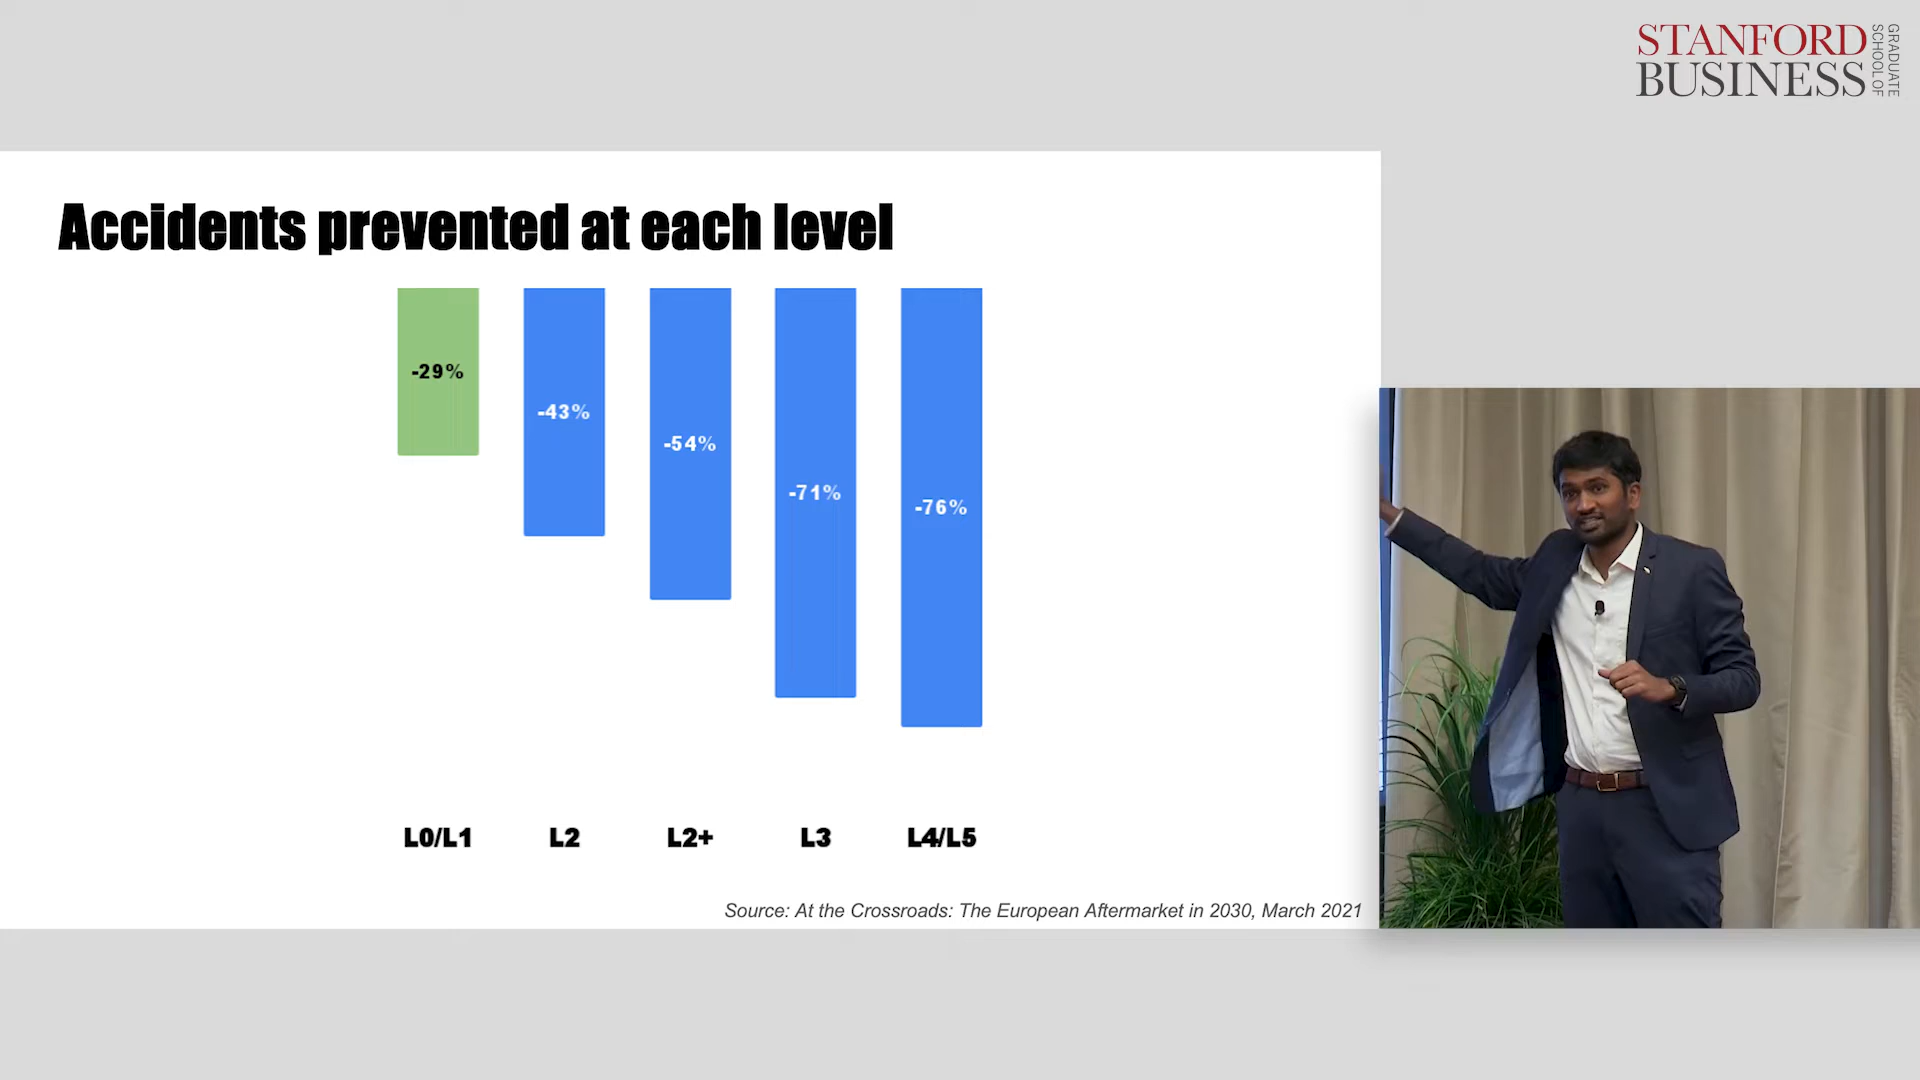 STANFORD
BUSINESS
GRADUATE
SCHOOL OF
Accidents prevented at each level
-29%
-43%
-54%
-71%
-76%
L0/L1 L2 L2+ L3 L4/L5
Source: At the Crossroads: The European Aftermarket in 2030, March 2021